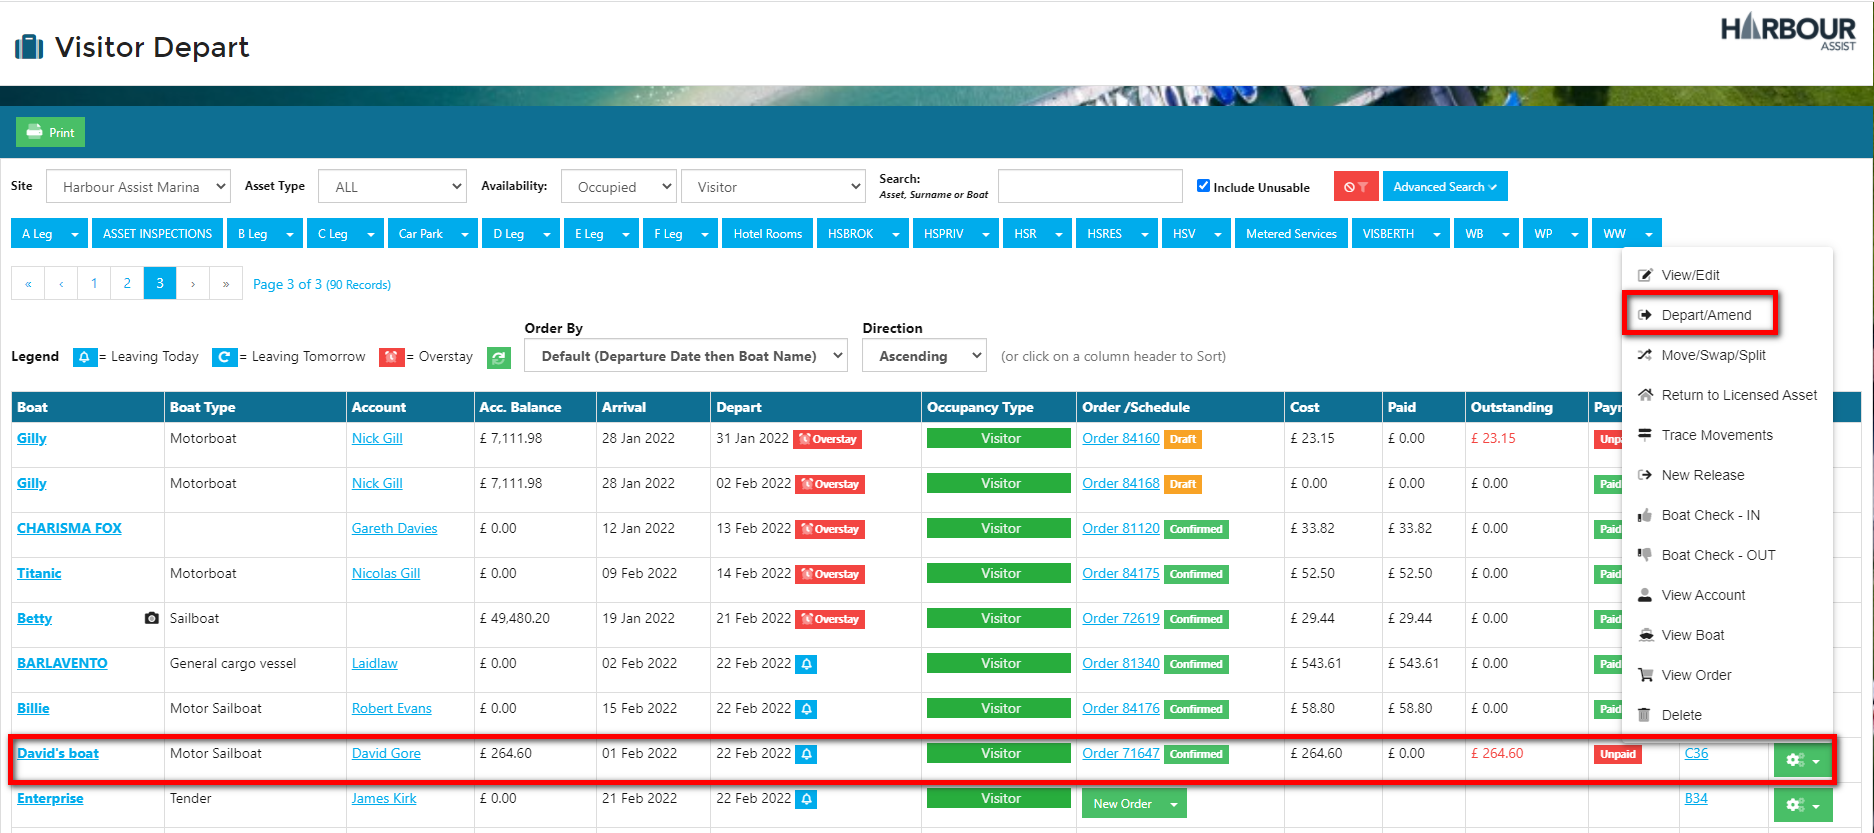 Visitor Depart
HARBOUR
ASSIST
Print
Site Harbour Assist Marina Asset Type ALL Availability: Occupied Visitor Search: Asset, Surname or Boat Include Unusable Advanced Search
A Leg ASSET INSPECTIONS B Leg C Leg Car Park D Leg E Leg F Leg Hotel Rooms HSBROK HSPRIV HSR HSRES HSV Metered Services VISBERTH WB WP WW
« ‹ 1 2 3 › » Page 3 of 3 (90 Records)
Order By Direction
Legend = Leaving Today = Leaving Tomorrow = Overstay Default (Departure Date then Boat Name) Ascending (or click on a column header to Sort)
View/Edit
Depart/Amend
Move/Swap/Split
Return to Licensed Asset
Trace Movements
New Release
Boat Check - IN
Boat Check - OUT
View Account
View Boat
View Order
Delete
Boat Boat Type Account Acc. Balance Arrival Depart Occupancy Type Order /Schedule Cost Paid Outstanding
Gilly Motorboat Nick Gill £ 7,111.98 28 Jan 2022 31 Jan 2022 Overstay Visitor Order 84160 Draft £ 23.15 £ 0.00 £ 23.15
Gilly Motorboat Nick Gill £ 7,111.98 28 Jan 2022 02 Feb 2022 Overstay Visitor Order 84168 Draft £ 0.00 £ 0.00 £ 0.00 Paid
CHARISMA FOX Gareth Davies £ 0.00 12 Jan 2022 13 Feb 2022 Overstay Visitor Order 81120 Confirmed £ 33.82 £ 33.82 £ 0.00 Paid
Titanic Motorboat Nicolas Gill £ 0.00 09 Feb 2022 14 Feb 2022 Overstay Visitor Order 84175 Confirmed £ 52.50 £ 52.50 £ 0.00 Paid
Betty Sailboat £ 49,480.20 19 Jan 2022 21 Feb 2022 Overstay Visitor Order 72619 Confirmed £ 29.44 £ 29.44 £ 0.00 Paid
BARLAVENTO General cargo vessel Laidlaw £ 0.00 02 Feb 2022 22 Feb 2022 Visitor Order 81340 Confirmed £ 543.61 £ 543.61 £ 0.00 Paid
Billie Motor Sailboat Robert Evans £ 0.00 15 Feb 2022 22 Feb 2022 Visitor Order 84176 Confirmed £ 58.80 £ 58.80 £ 0.00 Paid
David's boat Motor Sailboat David Gore £ 264.60 01 Feb 2022 22 Feb 2022 Visitor Order 71647 Confirmed £ 264.60 £ 0.00 £ 264.60 Unpaid C36
Enterprise Tender James Kirk £ 0.00 21 Feb 2022 22 Feb 2022 Visitor New Order B34